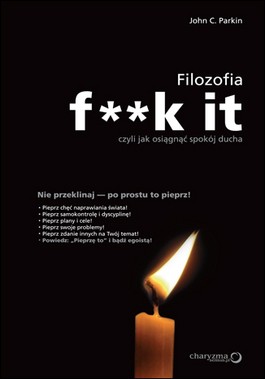 John C. Parkin
Filozofia
f**k it
czyli jak osiągnąć spokój ducha
Nie przeklinaj — po prostu to pieprz!
• Pieprz chęć naprawiania świata!
• Pieprz samokontrolę i dyscyplinę!
• Pieprz plany i cele!
• Pieprz swoje problemy!
• Pieprz zdanie innych na Twój temat!
• Powiedz: „Pieprzę to" i bądź egoistą!
charyzma